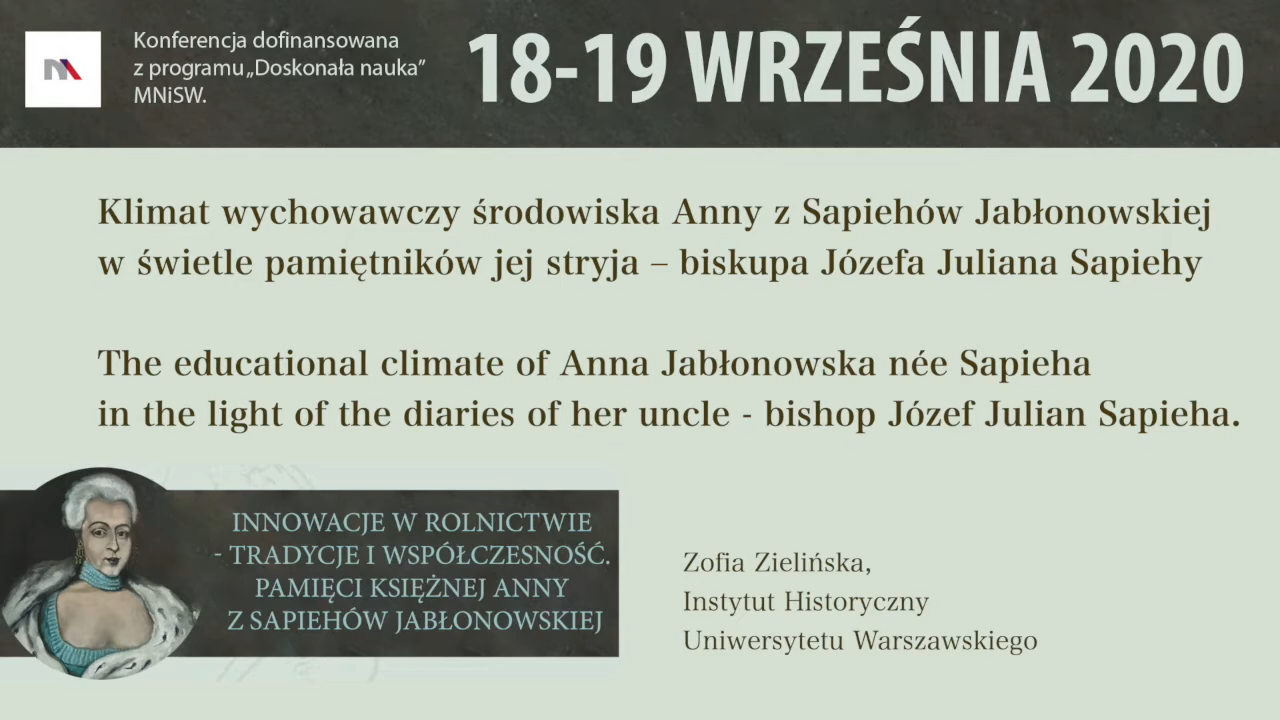 Konferencja dofinansowana
z programu „Doskonała nauka”
MNiSW.
18-19 WRZEŚNIA 2020
Klimat wychowawczy środowiska Anny z Sapiehów Jabłonowskiej
w świetle pamiętników jej stryja – biskupa Józefa Juliana Sapiehy
The educational climate of Anna Jabłonowska née Sapieha
in the light of the diaries of her uncle - bishop Józef Julian Sapieha.
INNOWACJE W ROLNICTWIE
- TRADYCJE I WSPÓŁCZESNOŚĆ.
PAMIĘCI KSIĘŻNEJ ANNY
Z SAPIEHÓW JABŁONOWSKIEJ
Zofia Zielińska,
Instytut Historyczny
Uniwersytetu Warszawskiego